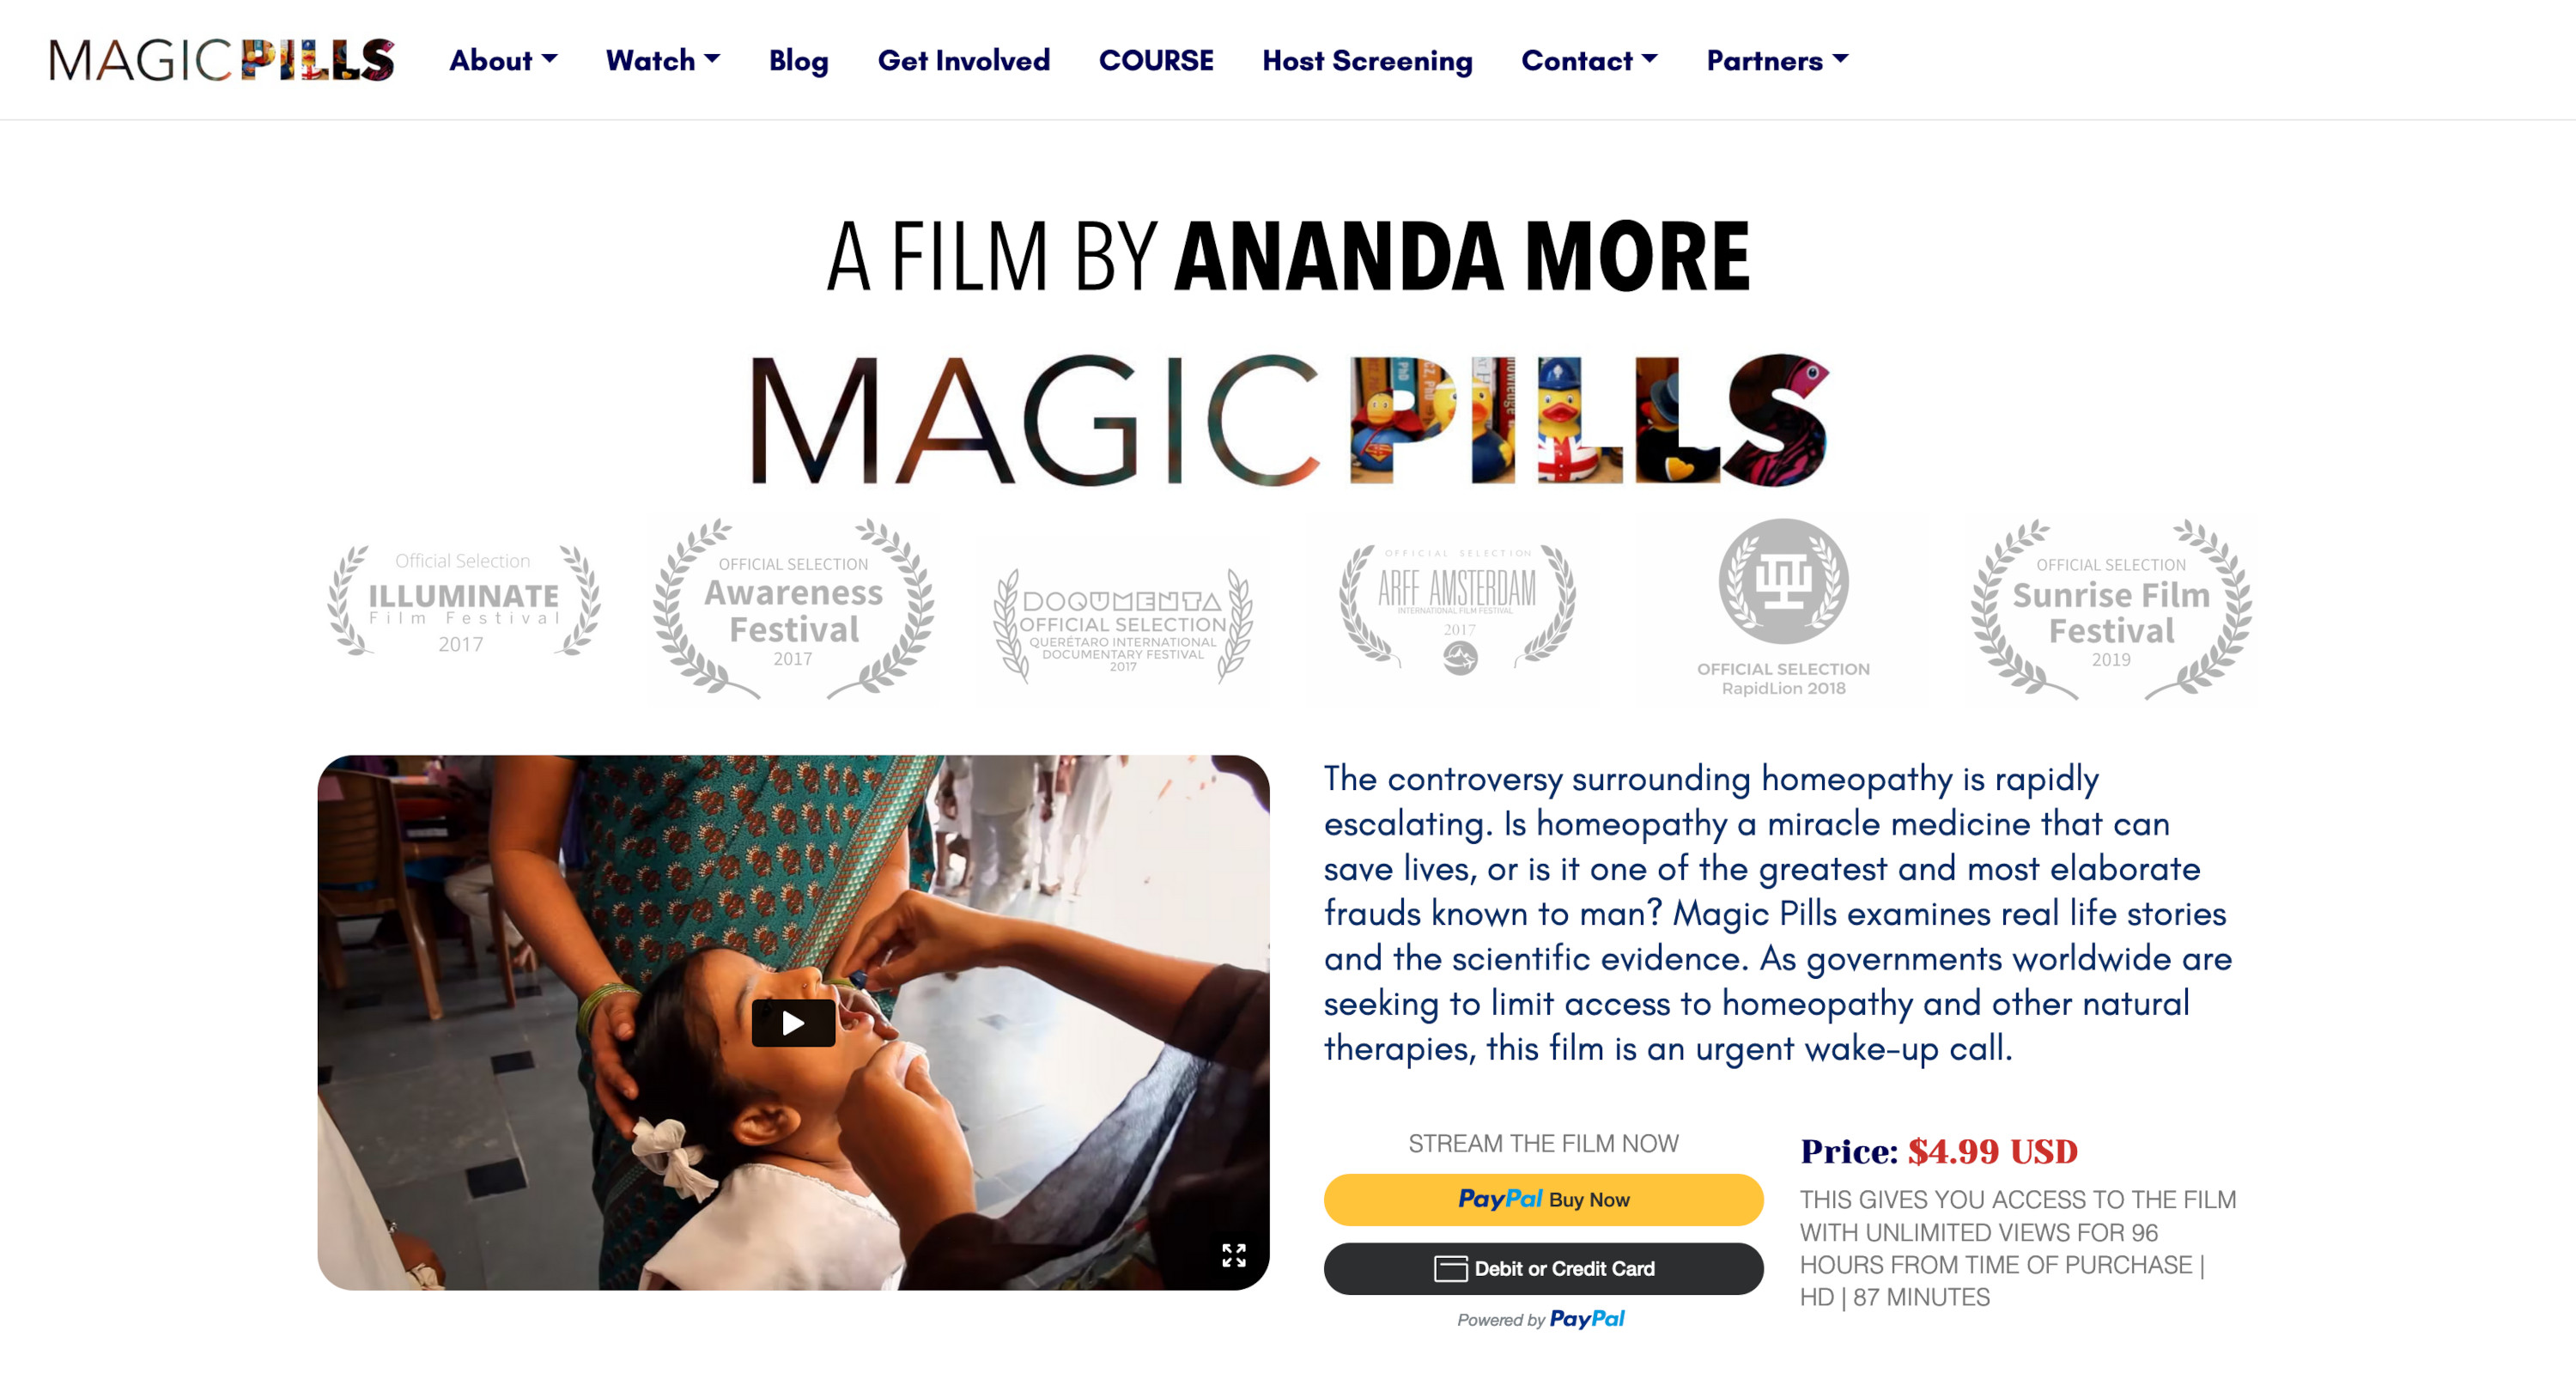 MAGICPILLS About Watch Blog Get Involved COURSE Host Screening Contact Partners
A FILM BY ANANDA MORE
MAGICPILLS
Official Selection
ILLUMINATE
Film Festival
2017
OFFICIAL SELECTION
Awareness
Festival
2017
DOQUMENTA
OFFICIAL SELECTION
QUERÉTARO INTERNATIONAL
DOCUMENTARY FESTIVAL
2017
OFFICIAL SELECTION
ARFF AMSTERDAM
INTERNATIONAL FILM FESTIVAL
2017
OFFICIAL SELECTION
RapidLion 2018
OFFICIAL SELECTION
Sunrise Film
Festival
2019
The controversy surrounding homeopathy is rapidly
escalating. Is homeopathy a miracle medicine that can
save lives, or is it one of the greatest and most elaborate
frauds known to man? Magic Pills examines real life stories
and the scientific evidence. As governments worldwide are
seeking to limit access to homeopathy and other natural
therapies, this film is an urgent wake-up call.
STREAM THE FILM NOW
PayPal Buy Now
Debit or Credit Card
Powered by PayPal
Price: $4.99 USD
THIS GIVES YOU ACCESS TO THE FILM
WITH UNLIMITED VIEWS FOR 96
HOURS FROM TIME OF PURCHASE |
HD | 87 MINUTES